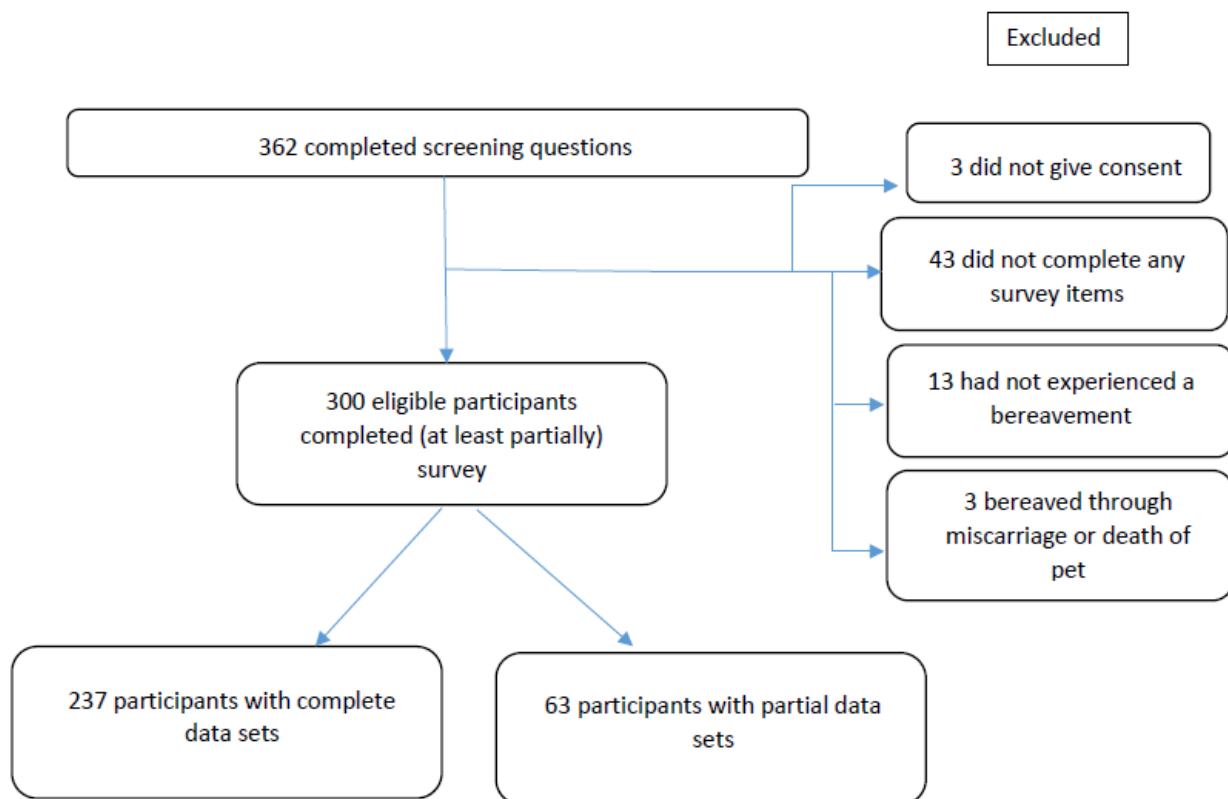 Excluded
362 completed screening questions
3 did not give consent
43 did not complete any
survey items
13 had not experienced a
bereavement
3 bereaved through
miscarriage or death of
pet
300 eligible participants
completed (at least partially)
survey
237 participants with complete
data sets
63 participants with partial data
sets